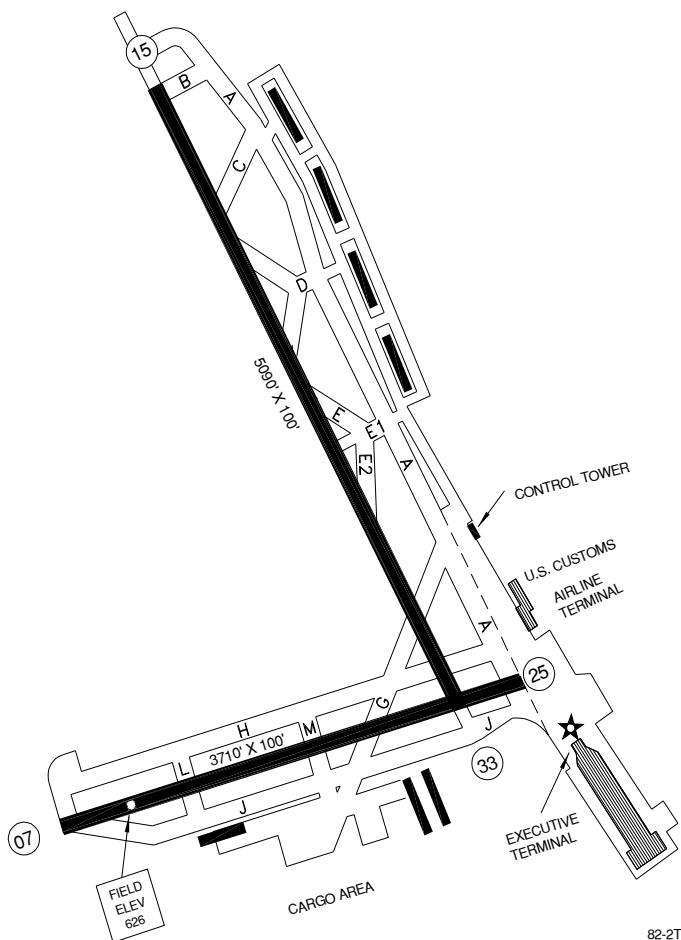 15
B
A
C
D
5090' X 100'
E
E1
A
E2
CONTROL TOWER
U.S. CUSTOMS
AIRLINE
TERMINAL
A
25
G
H
M
3710' X 100'
L
J
33
J
07
EXECUTIVE
TERMINAL
FIELD
ELEV
626
CARGO AREA
82-2T